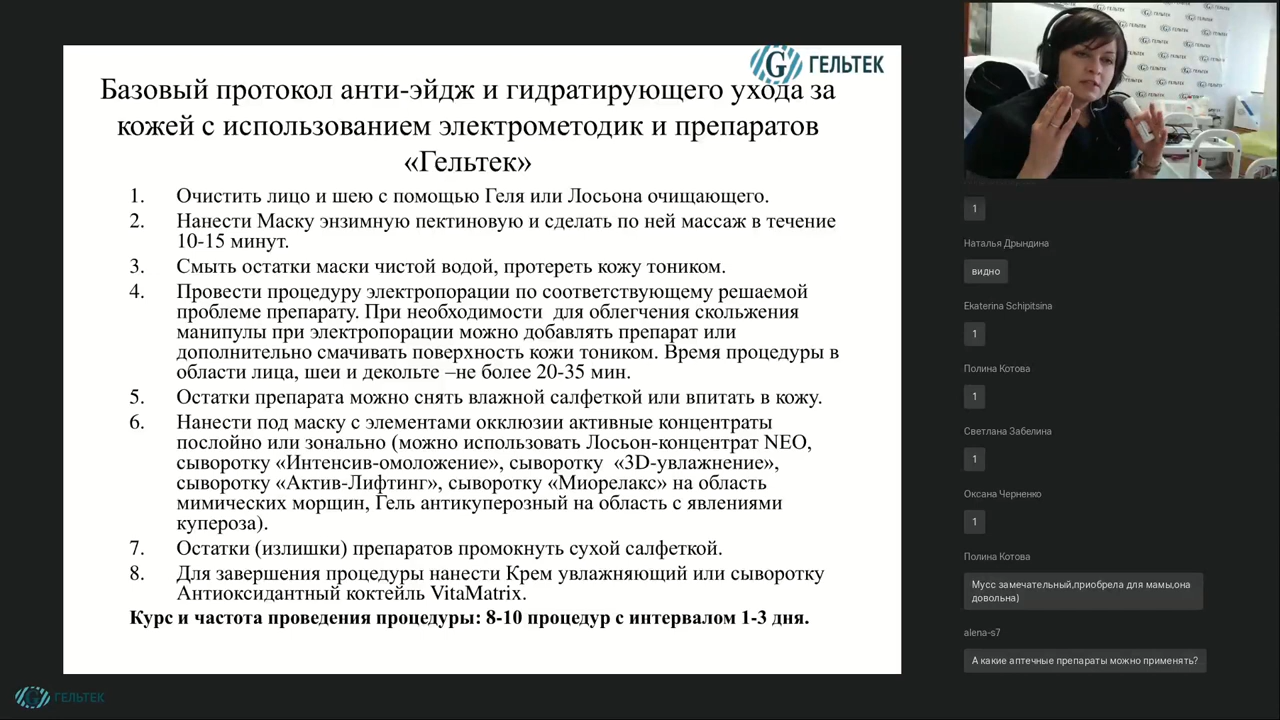 ГЕЛЬТЕК
Базовый протокол анти-эйдж и гидратирующего ухода за
кожей с использованием электрометодик и препаратов
«Гельтек»
1. Очистить лицо и шею с помощью Геля или Лосьона очищающего.
2. Нанести Маску энзимную пектиновую и сделать по ней массаж в течение
10-15 минут.
3. Смыть остатки маски чистой водой, протереть кожу тоником.
4. Провести процедуру электропорации по соответствующему решаемой
проблеме препарату. При необходимости для облегчения скольжения
манипулы при электропорации можно добавлять препарат или
дополнительно смачивать поверхность кожи тоником. Время процедуры в
области лица, шеи и декольте –не более 20-35 мин.
5. Остатки препарата можно снять влажной салфеткой или впитать в кожу.
6. Нанести под маску с элементами окклюзии активные концентраты
послойно или зонально (можно использовать Лосьон-концентрат NEO,
сыворотку «Интенсив-омоложение», сыворотку «3D-увлажнение»,
сыворотку «Актив-Лифтинг», сыворотку «Миорелакс» на область
мимических морщин, Гель антикуперозный на область с явлениями
купероза).
7. Остатки (излишки) препаратов промокнуть сухой салфеткой.
8. Для завершения процедуры нанести Крем увлажняющий или сыворотку
Антиоксидантный коктейль VitaMatrix.
Курс и частота проведения процедуры: 8-10 процедур с интервалом 1-3 дня.
ГЕЛЬТЕК
1
Наталья Дрындина
видно
Ekaterina Schipitsina
1
Полина Котова
1
Светлана Забелина
1
Оксана Черненко
1
Полина Котова
Мусс замечательный,приобрела для мамы,она
довольна)
alena-s7
А какие аптечные препараты можно применять?